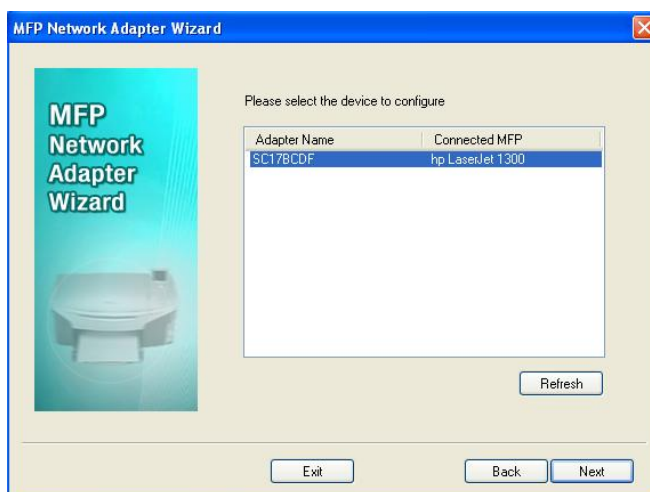 MFP Network Adapter Wizard
MFP
Network
Adapter
Wizard
Please select the device to configure
Adapter Name Connected MFP
SC17BCDF hp LaserJet 1300
Refresh
Exit Back Next